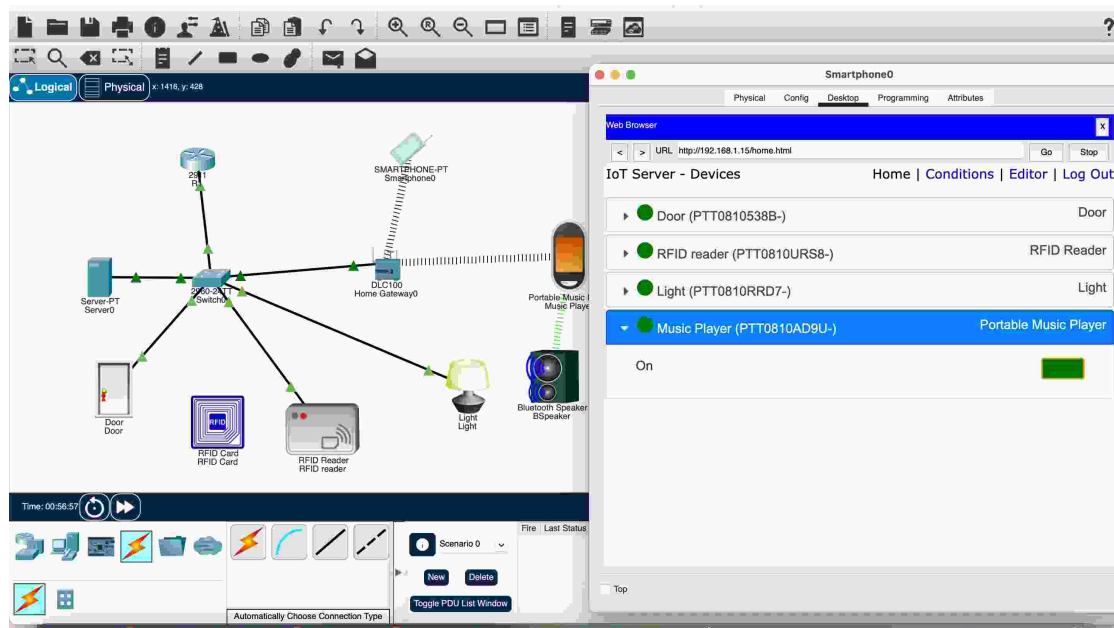 ?
Logical
Physical
x: 1416, y: 428
2911
SMARTPHONE-PT
Smartphone0
DLC100
Home Gateway0
Server-PT
Server0
2960-24TT
Switch0
Portable Music
Music Playe
Door
Door
RFID
RFID Card
RFID Card
RFID Reader
RFID reader
Light
Light
Bluetooth Speaker
BSpeaker
Time: 00:56:57
Scenario 0
New
Delete
Toggle PDU List Window
Fire
Last Status
Automatically Choose Connection Type
Smartphone0
Physical
Config
Desktop
Programming
Attributes
Web Browser
X
<
>
URL
http://192.168.1.15/home.html
Go
Stop
IoT Server - Devices
Home | Conditions | Editor | Log Out
Door (PTT0810538B-)
Door
RFID reader (PTT0810URS8-)
RFID Reader
Light (PTT0810RRD7-)
Light
Music Player (PTT0810AD9U-)
Portable Music Player
On
Top